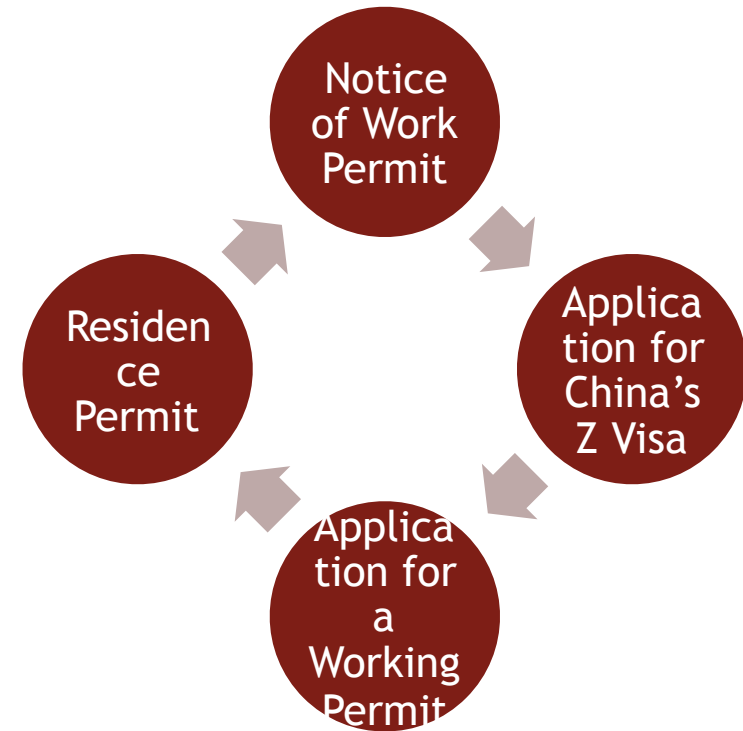 Notice
of Work
Permit
Applica
tion for
China’s
Z Visa
Applica
tion for
a
Working
Permit
Residen
ce
Permit